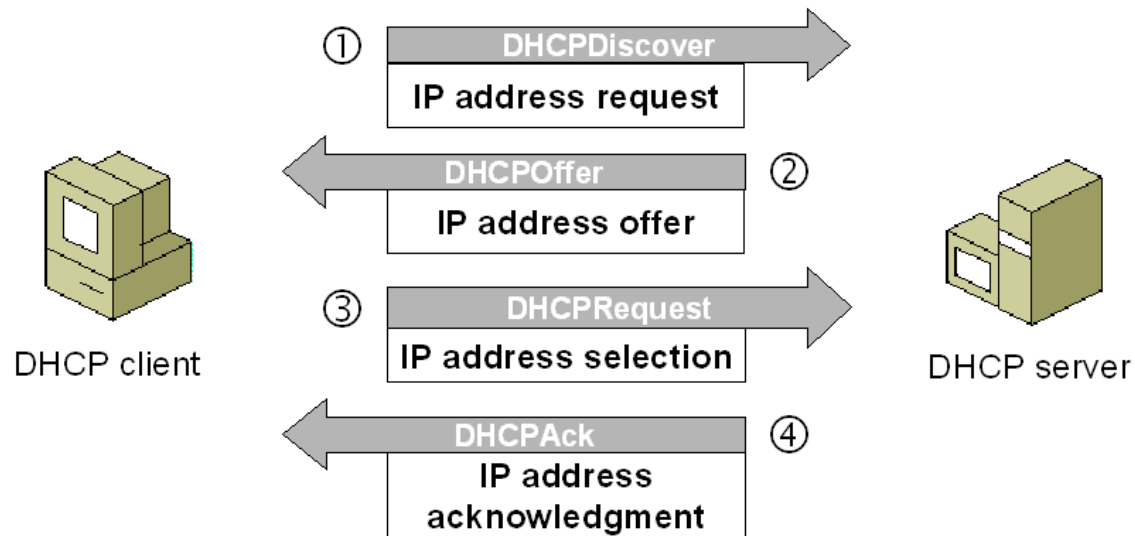 ① DHCPDiscover
IP address request
DHCPOffer ②
IP address offer
③ DHCPRequest
IP address selection
DHCP client
DHCP server
DHCPAck ④
IP address
acknowledgment